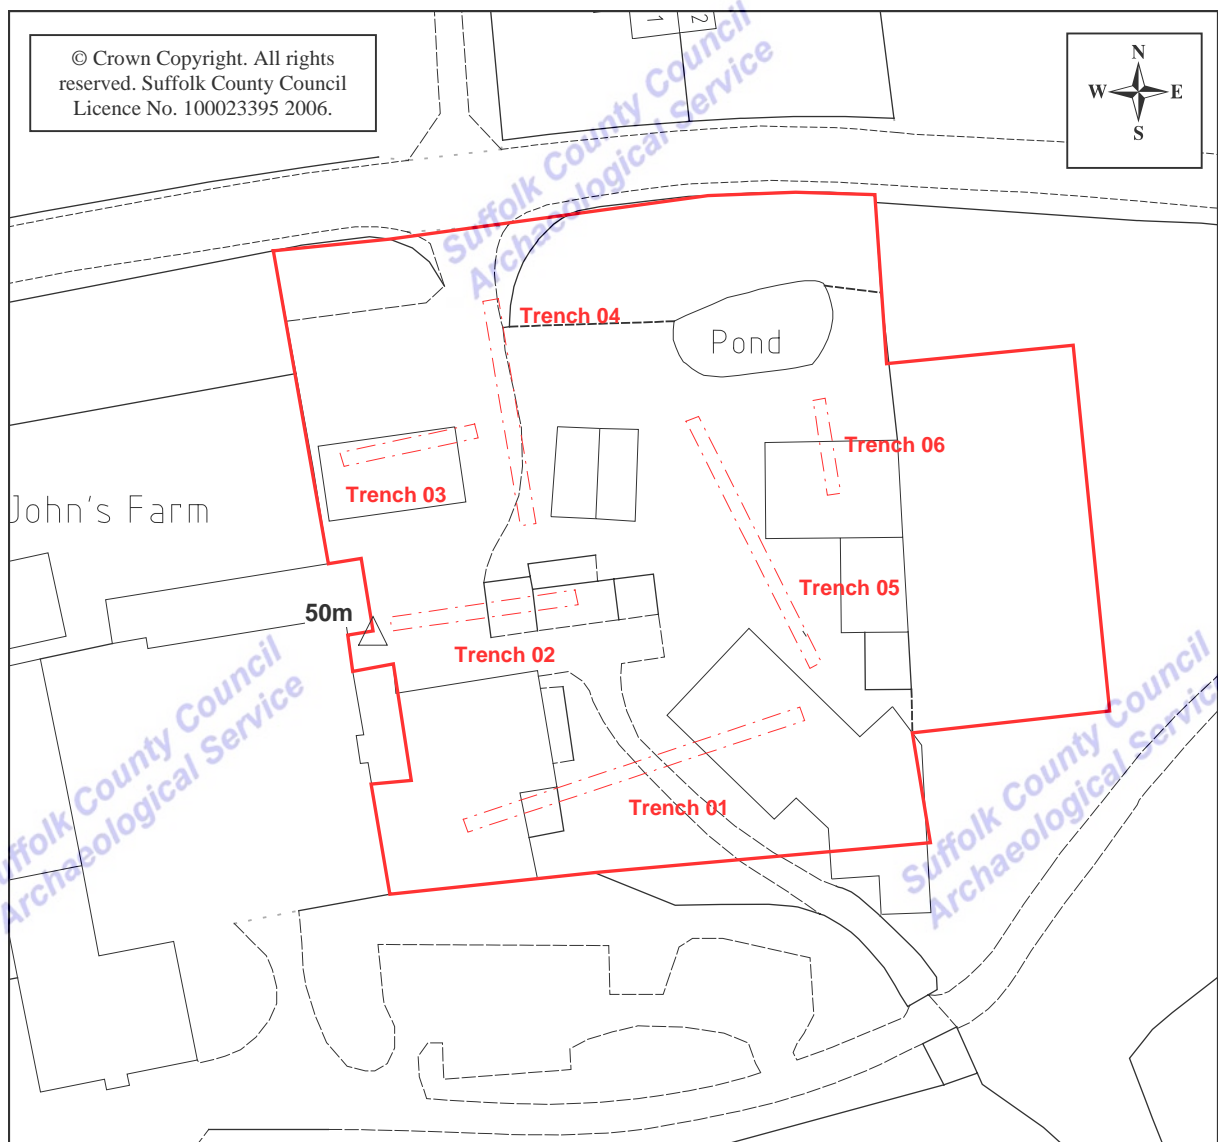 © Crown Copyright. All rights
reserved. Suffolk County Council
Licence No. 100023395 2006.
1
2
N
W E
S
Suffolk County Council
Archaeological Service
Trench 04
Pond
Trench 06
Trench 03
John's Farm
Trench 05
50m
Trench 02
Trench 01
Suffolk County Council
Archaeological Service
Suffolk County Council
Archaeological Service